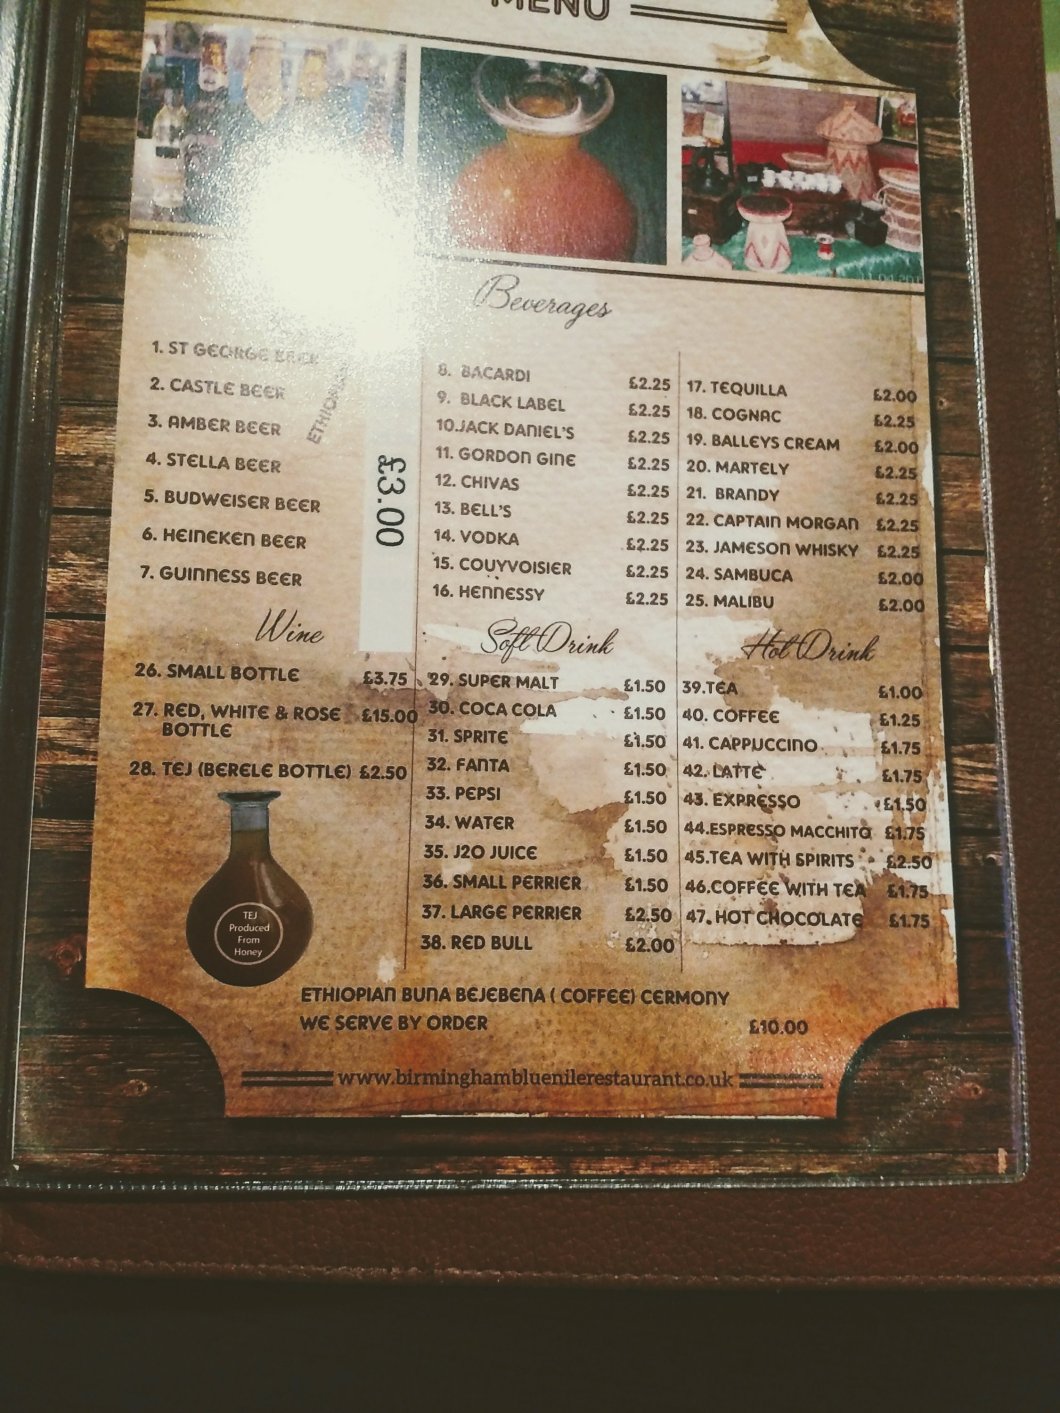 MENU
Beverages
1. ST GEORGE BEER
2. CASTLE BEER
3. AMBER BEER
4. STELLA BEER
5. BUDWEISER BEER
6. HEINEKEN BEER
7. GUINNESS BEER
£3.00
8. BACARDI £2.25
9. BLACK LABEL £2.25
10.JACK DANIEL'S £2.25
11. GORDON GINE £2.25
12. CHIVAS £2.25
13. BELL'S £2.25
14. VODKA £2.25
15. COUYVOISIER £2.25
16. HENNESSY £2.25
17. TEQUILLA £2.00
18. COGNAC £2.25
19. BALLEYS CREAM £2.00
20. MARTELY £2.25
21. BRANDY £2.25
22. CAPTAIN MORGAN £2.25
23. JAMESON WHISKY £2.25
24. SAMBUCA £2.00
25. MALIBU £2.00
Wine
26. SMALL BOTTLE £3.75
27. RED, WHITE & ROSE £15.00
BOTTLE
28. TEJ (BERELE BOTTLE) £2.50
TEJ
Produced
From
Honey
Soft Drink
29. SUPER MALT £1.50
30. COCA COLA £1.50
31. SPRITE £1.50
32. FANTA £1.50
33. PEPSI £1.50
34. WATER £1.50
35. J2O JUICE £1.50
36. SMALL PERRIER £1.50
37. LARGE PERRIER £2.50
38. RED BULL £2.00
Hot Drink
39.TEA £1.00
40. COFFEE £1.25
41. CAPPUCCINO £1.75
42. LATTE £1.75
43. EXPRESSO £1.50
44.ESPRESSO MACCHITO £1.75
45.TEA WITH SPIRITS £2.50
46.COFFEE WITH TEA £1.75
47. HOT CHOCOLATE £1.75
ETHIOPIAN BUNA BEJEBENA ( COFFEE) CERMONY
WE SERVE BY ORDER £10.00
www.birminghambluenilerestaurant.co.uk